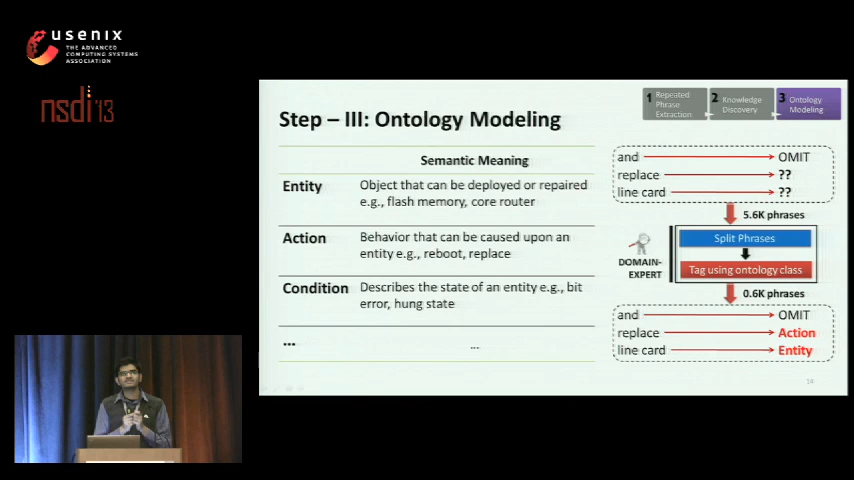 usenix
THE ADVANCED
COMPUTING SYSTEMS
ASSOCIATION
nsdi'13
1 Repeated
Phrase
Extraction
2 Knowledge
Discovery
3 Ontology
Modeling
Step – III: Ontology Modeling
Semantic Meaning
Entity
Object that can be deployed or repaired
e.g., flash memory, core router
Action
Behavior that can be caused upon an
entity e.g., reboot, replace
Condition
Describes the state of an entity e.g., bit
error, hung state
...
...
and OMIT
replace ??
line card ??
5.6K phrases
DOMAIN-
EXPERT
Split Phrases
Tag using ontology class
0.6K phrases
and OMIT
replace Action
line card Entity
14